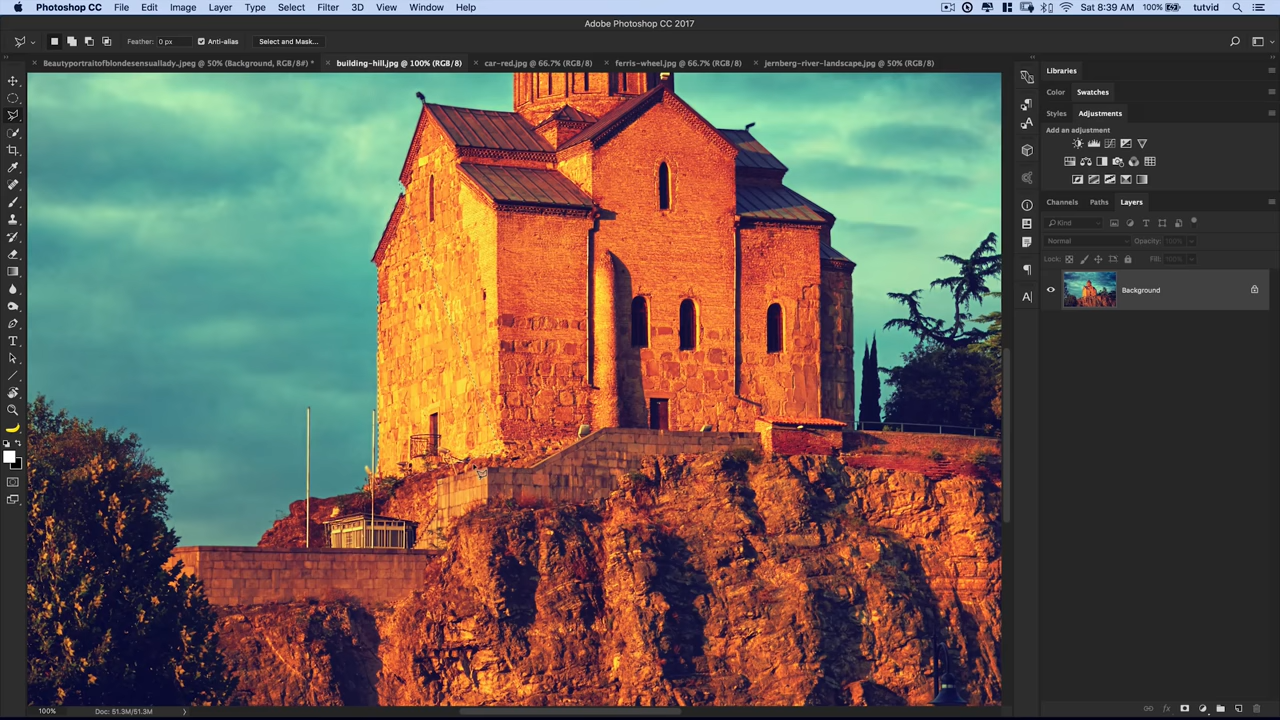 Photoshop CC File Edit Image Layer Type Select Filter 3D View Window Help Sat 8:39 AM 100% tutvid
Adobe Photoshop CC 2017
Feather: 0 px Anti-alias Select and Mask...
Beautyportraitofblondesensuallady..jpeg @ 50% (Background, RGB/8#) * building-hill.jpg @ 100% (RGB/8) car-red.jpg @ 66.7% (RGB/8) ferris-wheel.jpg @ 66.7% (RGB/8) jernberg-river-landscape.jpg @ 50% (RGB/8)
Libraries
Color Swatches
Styles Adjustments
Add an adjustment
Channels Paths Layers
Kind
Normal Opacity: 100%
Lock: Fill: 100%
Background
100% Doc: 51.3M/51.3M